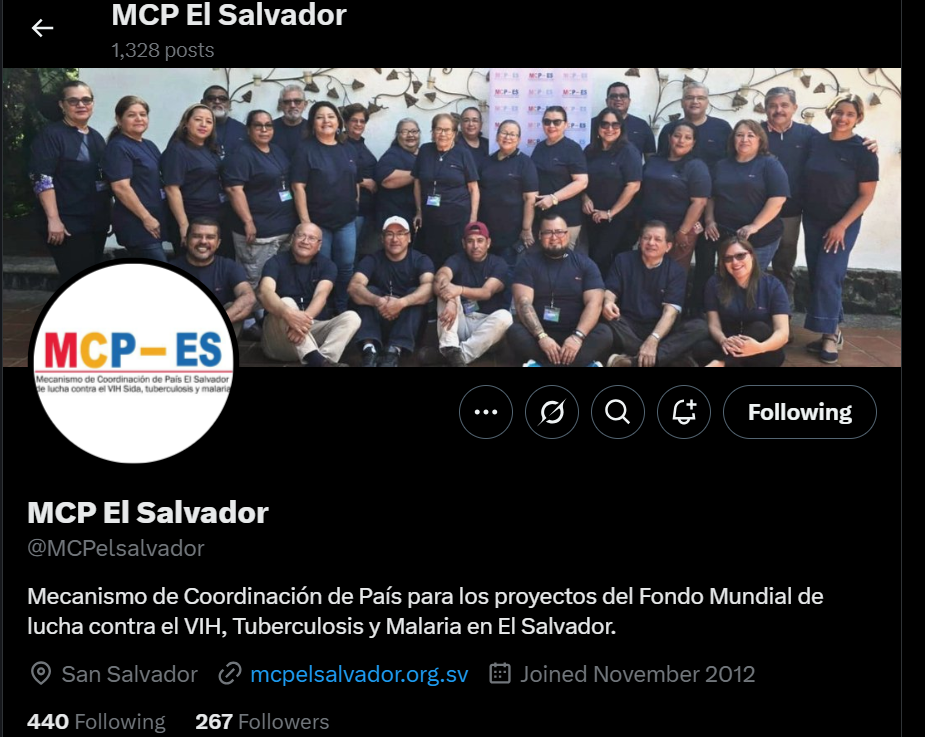 MCP El Salvador
1,328 posts
MCP-ES
Mecanismo de Coordinación de País El Salvador
de lucha contra el VIH Sida, tuberculosis y malaria
Following
MCP El Salvador
@MCPelsalvador
Mecanismo de Coordinación de País para los proyectos del Fondo Mundial de
lucha contra el VIH, Tuberculosis y Malaria en El Salvador.
San Salvador mcpelsalvador.org.sv Joined November 2012
440 Following 267 Followers